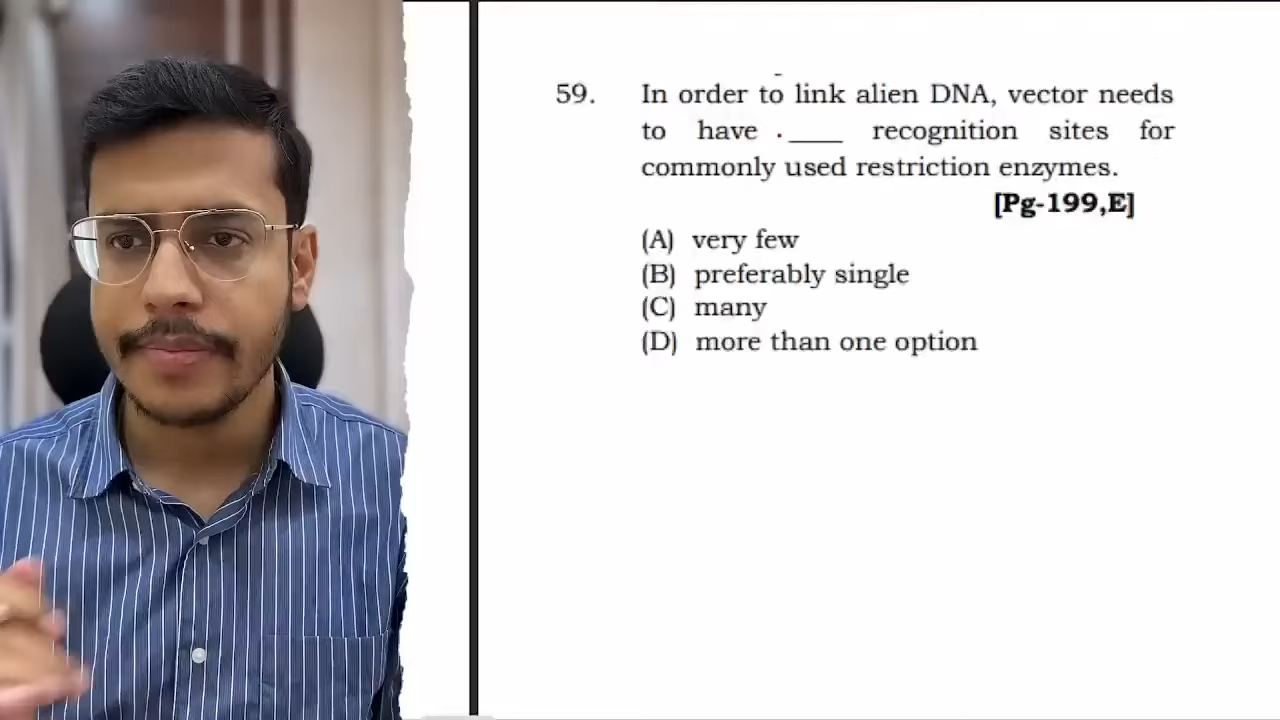 59. In order to link alien DNA, vector needs
to have .____ recognition sites for
commonly used restriction enzymes.
[Pg-199,E]
(A) very few
(B) preferably single
(C) many
(D) more than one option